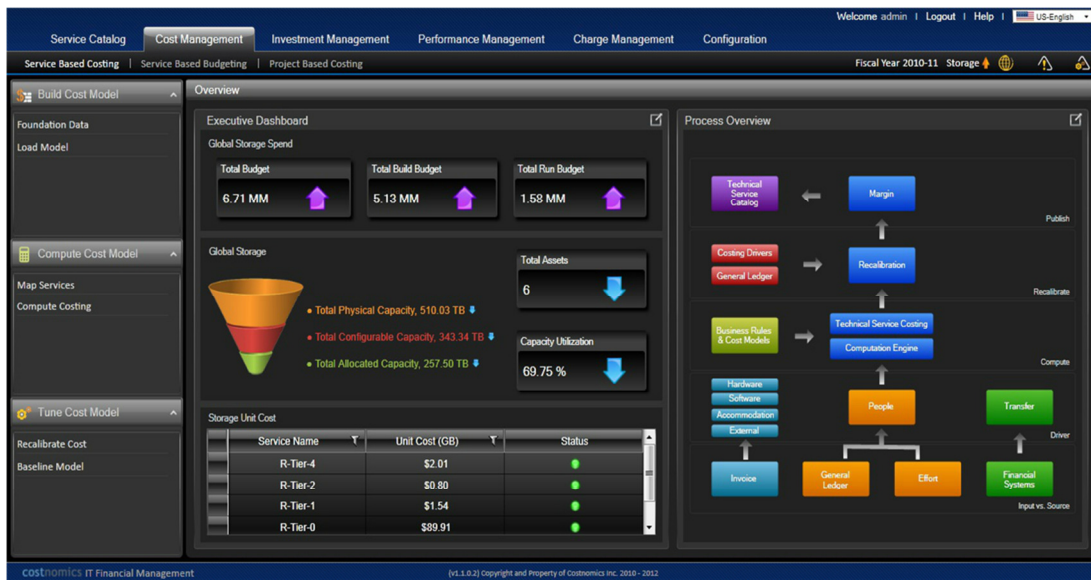 Welcome admin | Logout | Help | US-English
Service Catalog Cost Management Investment Management Performance Management Charge Management Configuration
Service Based Costing | Service Based Budgeting | Project Based Costing Fiscal Year 2010-11 Storage
Build Cost Model
Foundation Data
Load Model
Compute Cost Model
Map Services
Compute Costing
Tune Cost Model
Recalibrate Cost
Baseline Model
Overview
Executive Dashboard
Global Storage Spend
Total Budget
6.71 MM
Total Build Budget
5.13 MM
Total Run Budget
1.58 MM
Global Storage
• Total Physical Capacity, 510.03 TB
• Total Configurable Capacity, 343.34 TB
• Total Allocated Capacity, 257.50 TB
Total Assets
6
Capacity Utilization
69.75 %
Storage Unit Cost
Service Name Unit Cost (GB) Status
R-Tier-4 $2.01
R-Tier-2 $0.80
R-Tier-1 $1.54
R-Tier-0 $89.91
Process Overview
Technical
Service
Catalog
Margin
Publish
Costing Drivers
General Ledger
Recalibration
Recalibrate
Business Rules
& Cost Models
Technical Service Costing
Computation Engine
Compute
Hardware
Software
Accommodation
External
People
Transfer
Driver
Invoice
General
Ledger
Effort
Financial
Systems
Input vs. Source
costnomics IT Financial Management
(v1.1.0.2) Copyright and Property of Costnomics Inc. 2010 - 2012